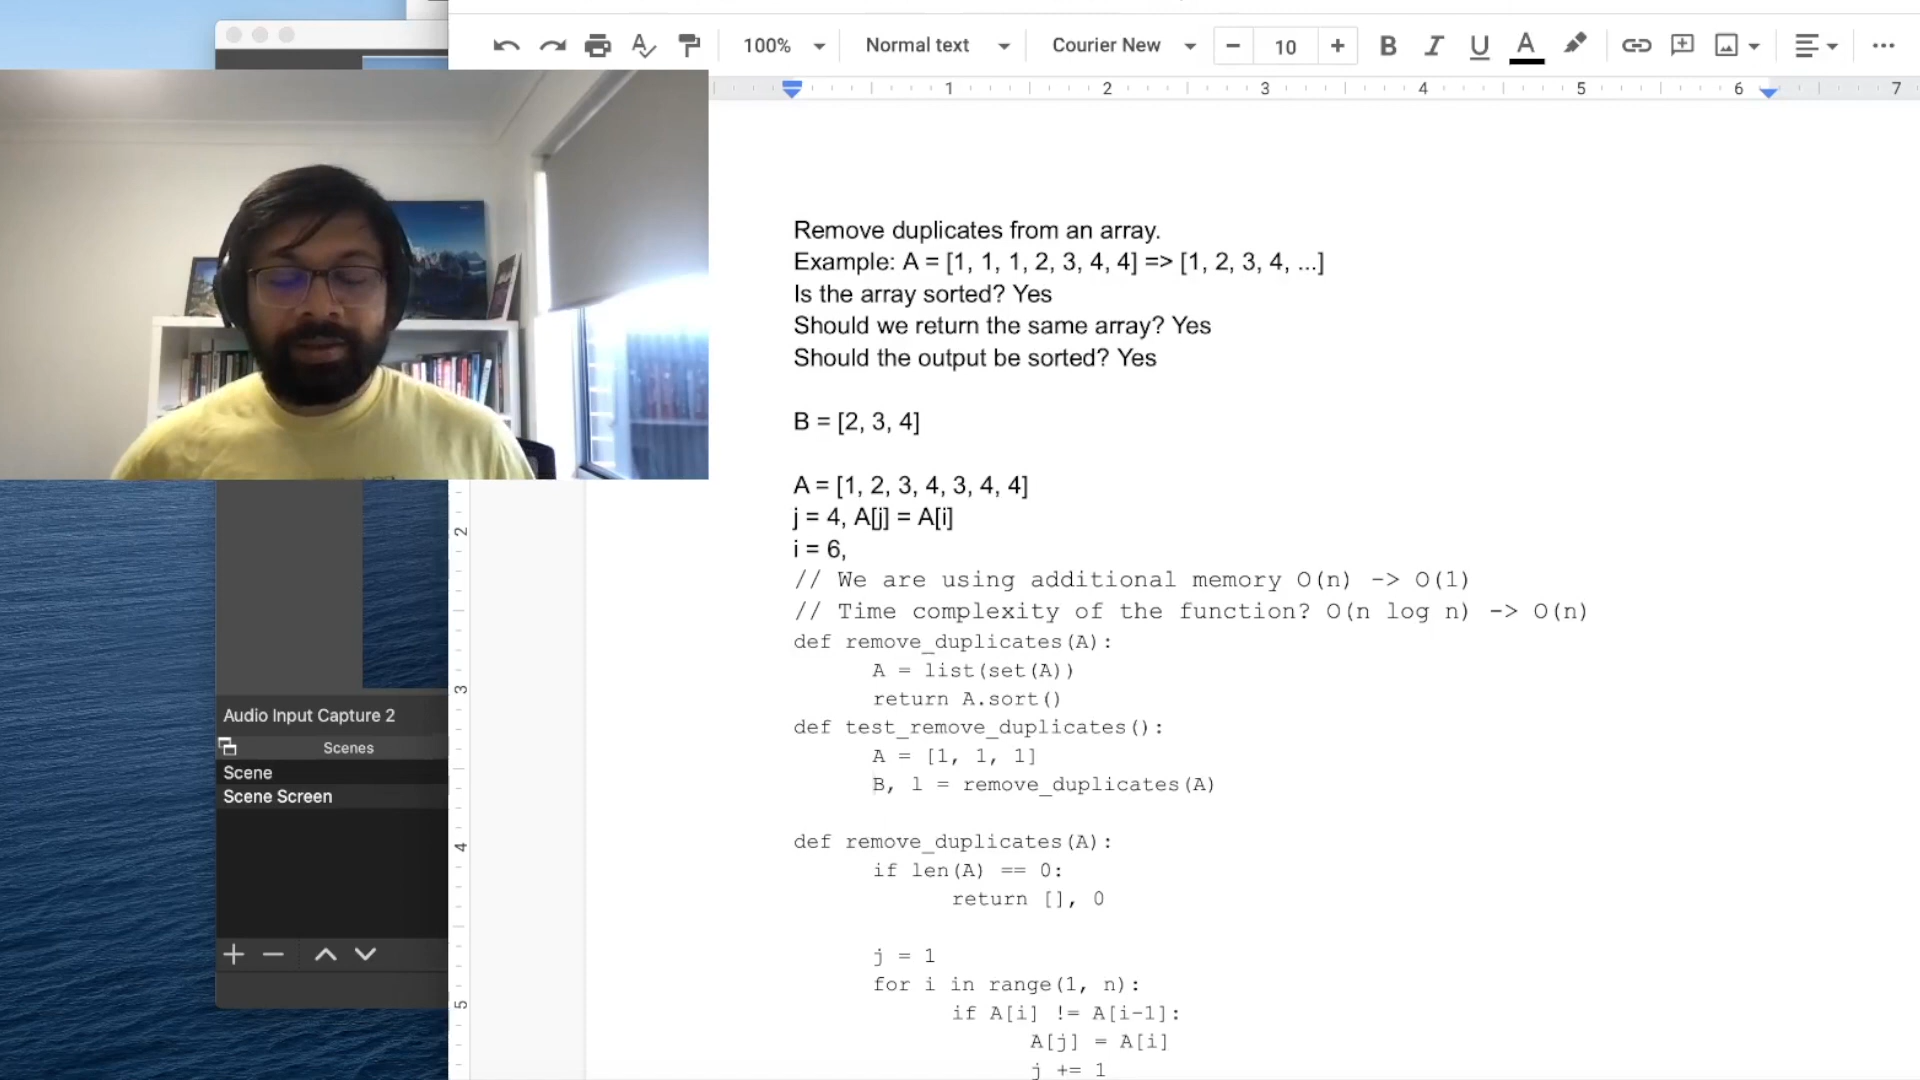 100% Normal text Courier New 10 B I U A
1 2 3 4 5 6 7
Remove duplicates from an array.
Example: A = [1, 1, 1, 2, 3, 4, 4] => [1, 2, 3, 4, ...]
Is the array sorted? Yes
Should we return the same array? Yes
Should the output be sorted? Yes
B = [2, 3, 4]
A = [1, 2, 3, 4, 3, 4, 4]
j = 4, A[j] = A[i]
i = 6,
// We are using additional memory O(n) -> O(1)
// Time complexity of the function? O(n log n) -> O(n)
def remove_duplicates(A):
A = list(set(A))
return A.sort()
def test_remove_duplicates():
A = [1, 1, 1]
B, l = remove_duplicates(A)
def remove_duplicates(A):
if len(A) == 0:
return [], 0
j = 1
for i in range(1, n):
if A[i] != A[i-1]:
A[j] = A[i]
j += 1
2
3
4
5
Audio Input Capture 2
Scenes
Scene
Scene Screen